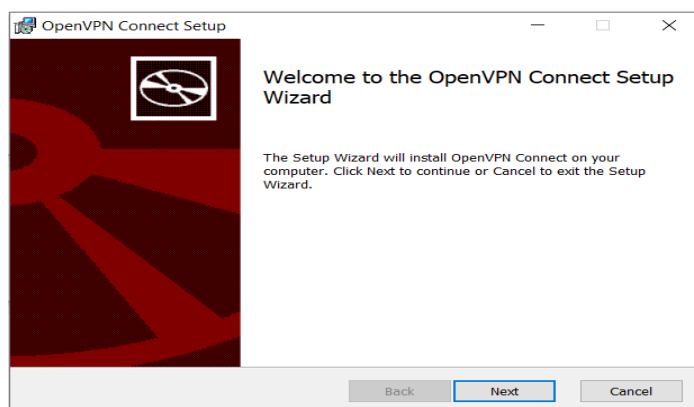 OpenVPN Connect Setup
Welcome to the OpenVPN Connect Setup
Wizard
The Setup Wizard will install OpenVPN Connect on your
computer. Click Next to continue or Cancel to exit the Setup
Wizard.
Back Next Cancel